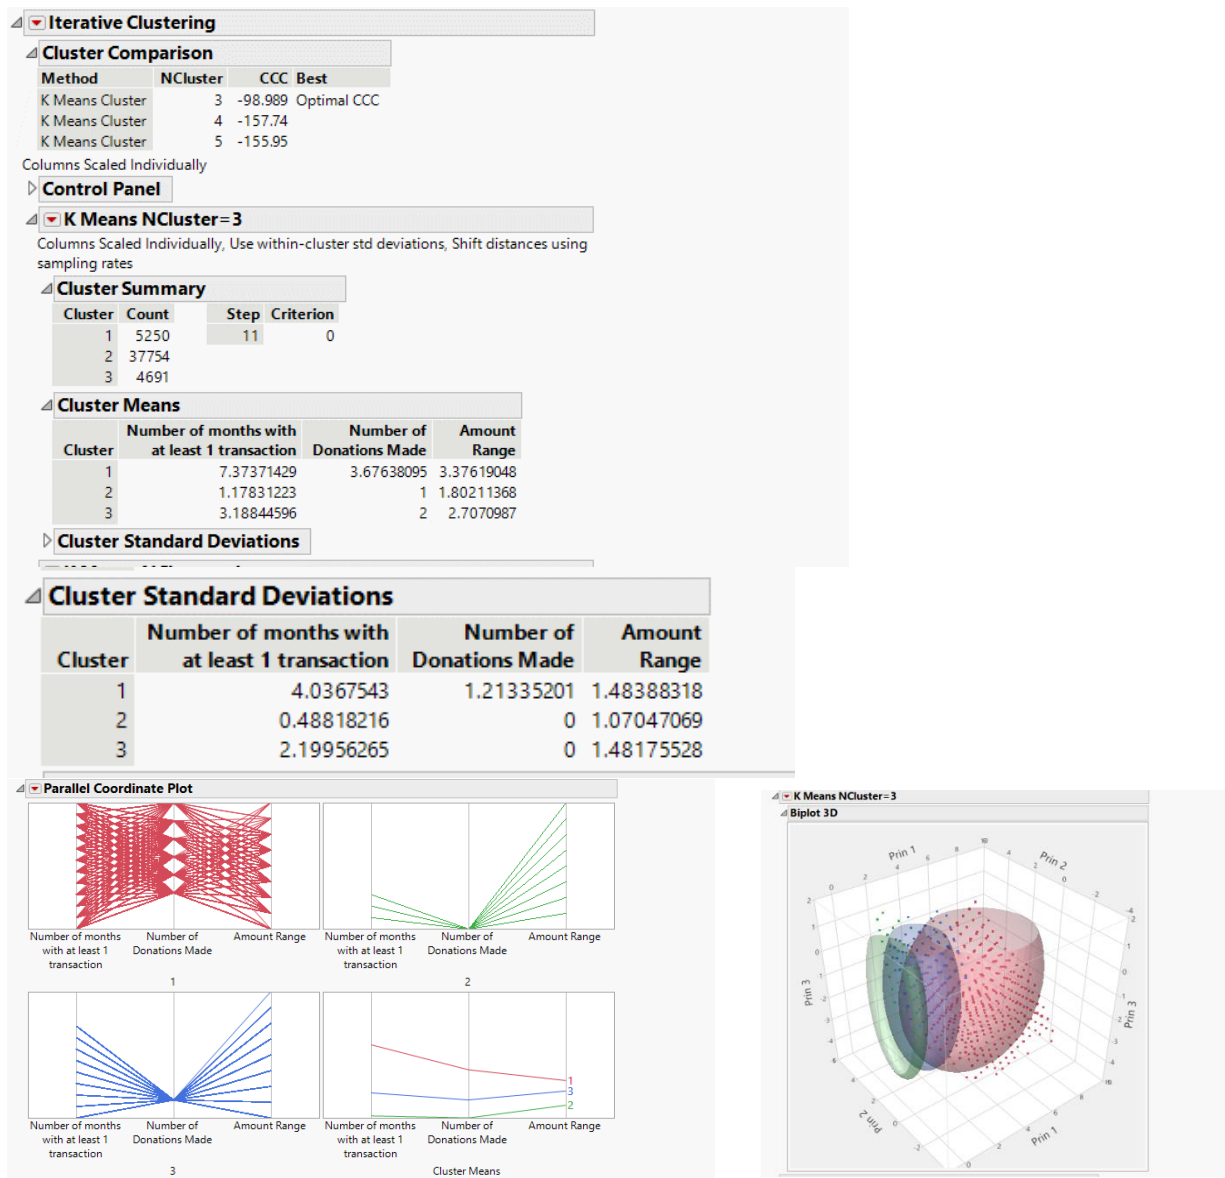 Iterative Clustering
Cluster Comparison
Method NCluster CCC Best
K Means Cluster 3 -98.989 Optimal CCC
K Means Cluster 4 -157.74
K Means Cluster 5 -155.95
Columns Scaled Individually
Control Panel
K Means NCluster=3
Columns Scaled Individually, Use within-cluster std deviations, Shift distances using
sampling rates
Cluster Summary
Cluster Count Step Criterion
1 5250 11 0
2 37754
3 4691
Cluster Means
Number of months with Number of Amount
Cluster at least 1 transaction Donations Made Range
1 7.37371429 3.67638095 3.37619048
2 1.17831223 1 1.80211368
3 3.18844596 2 2.7070987
Cluster Standard Deviations
Cluster Standard Deviations
Number of months with Number of Amount
Cluster at least 1 transaction Donations Made Range
1 4.0367543 1.21335201 1.48388318
2 0.48818216 0 1.07047069
3 2.19956265 0 1.48175528
Parallel Coordinate Plot
Number of months Number of Amount Range
with at least 1 Donations Made
transaction
1
Number of months Number of Amount Range
with at least 1 Donations Made
transaction
2
Number of months Number of Amount Range
with at least 1 Donations Made
transaction
3
1
3
2
Number of months Number of Amount Range
with at least 1 Donations Made
transaction
Cluster Means
K Means NCluster=3
Biplot 3D
Prin 1
Prin 2
Prin 3
Prin 3
Prin 2
Prin 1